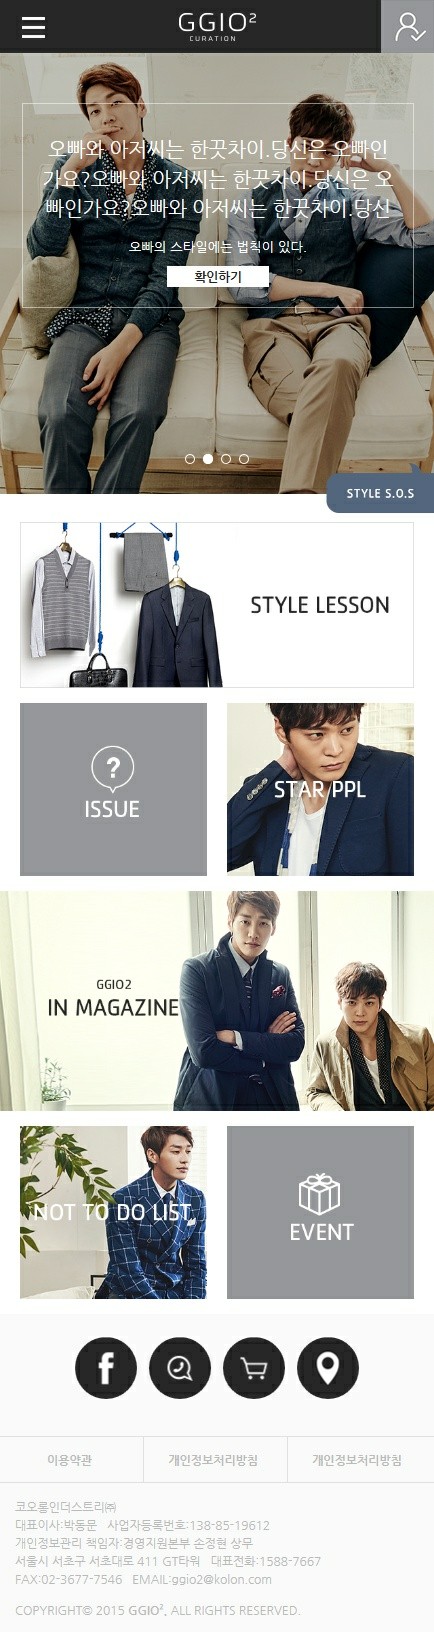 GGIO²
CURATION
오빠와 아저씨는 한끗차이.당신은 오빠인
가요?오빠와 아저씨는 한끗차이.당신은 오
빠인가요?오빠와 아저씨는 한끗차이.당신
오빠의 스타일에는 법칙이 있다.
확인하기
STYLE S.O.S
STYLE LESSON
?
ISSUE
STAR PPL
GGIO2
IN MAGAZINE
NOT TO DO LIST
EVENT
f
이용약관 개인정보처리방침 개인정보처리방침
코오롱인더스트리㈜
대표이사:박동문 사업자등록번호:138-85-19612
개인정보관리 책임자:경영지원본부 손정현 상무
서울시 서초구 서초대로 411 GT타워 대표전화:1588-7667
FAX:02-3677-7546 EMAIL:ggio2@kolon.com
COPYRIGHT© 2015 GGIO², ALL RIGHTS RESERVED.